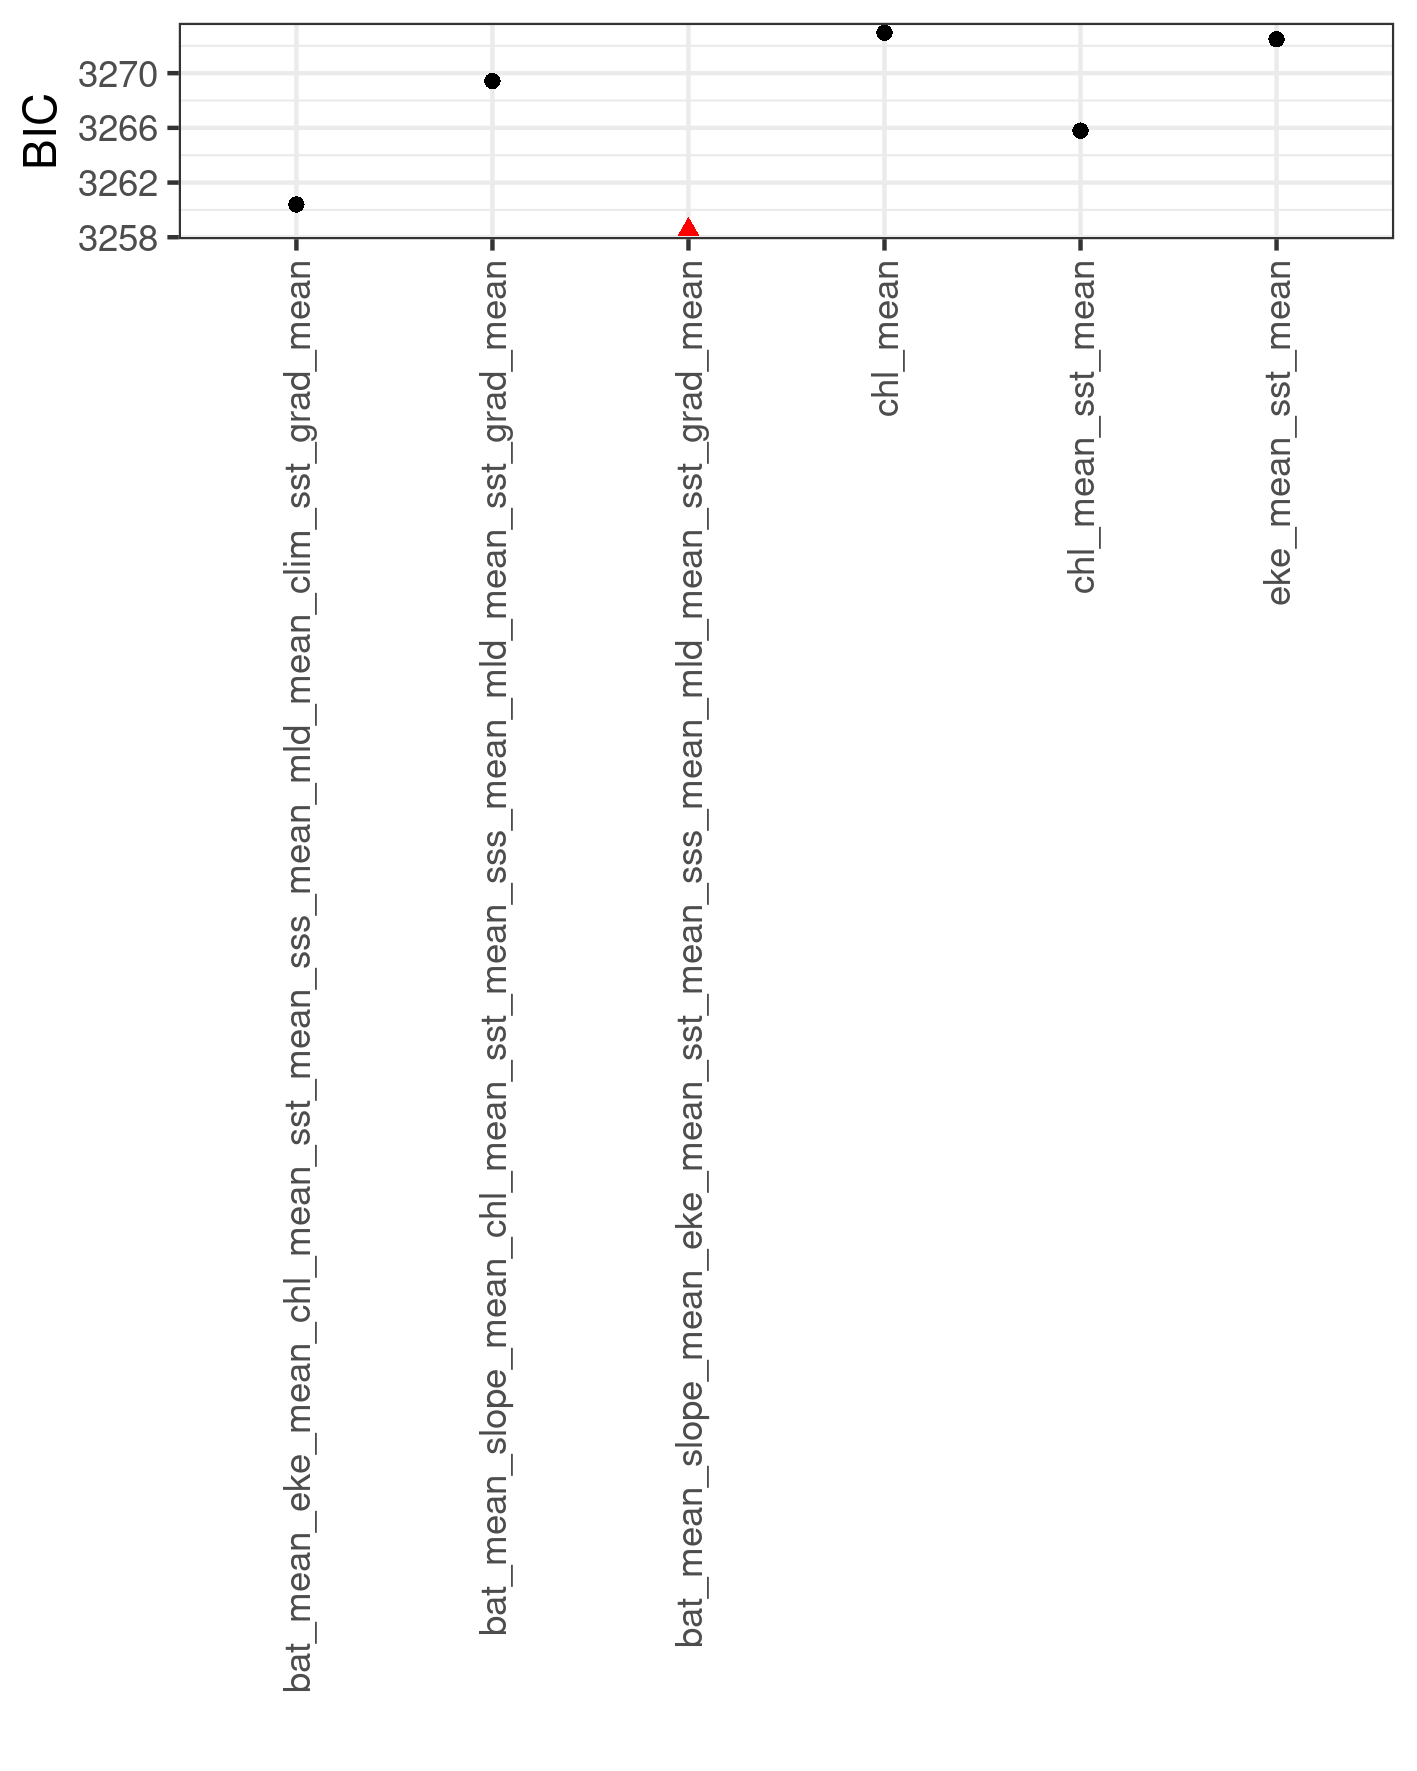 BIC
3270
3266
3262
3258
bat_mean_eke_mean_chl_mean_sst_mean_sss_mean_mld_mean_clim_sst_grad_mean
bat_mean_slope_mean_chl_mean_sst_mean_sss_mean_mld_mean_sst_grad_mean
bat_mean_slope_mean_eke_mean_sst_mean_sss_mean_mld_mean_sst_grad_mean
chl_mean
chl_mean_sst_mean
eke_mean_sst_mean